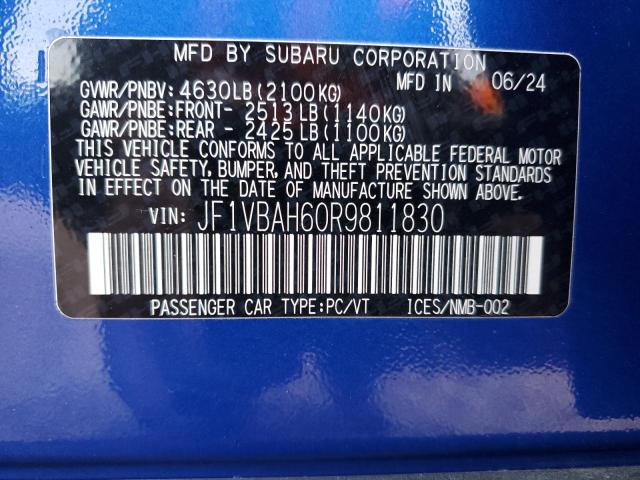 MFD BY SUBARU CORPORATION
MFD IN 06/24
GVWR/PNBV: 4630LB(2100KG)
GAWR/PNBE:FRONT- 2513LB(1140KG)
GAWR/PNBE:REAR - 2425LB(1100KG)
THIS VEHICLE CONFORMS TO ALL APPLICABLE FEDERAL MOTOR
VEHICLE SAFETY, BUMPER, AND THEFT PREVENTION STANDARDS
IN EFFECT ON THE DATE OF MANUFACTURE SHOWN ABOVE.
VIN: JF1VBAH60R9811830
PASSENGER CAR TYPE:PC/VT ICES/NMB-002